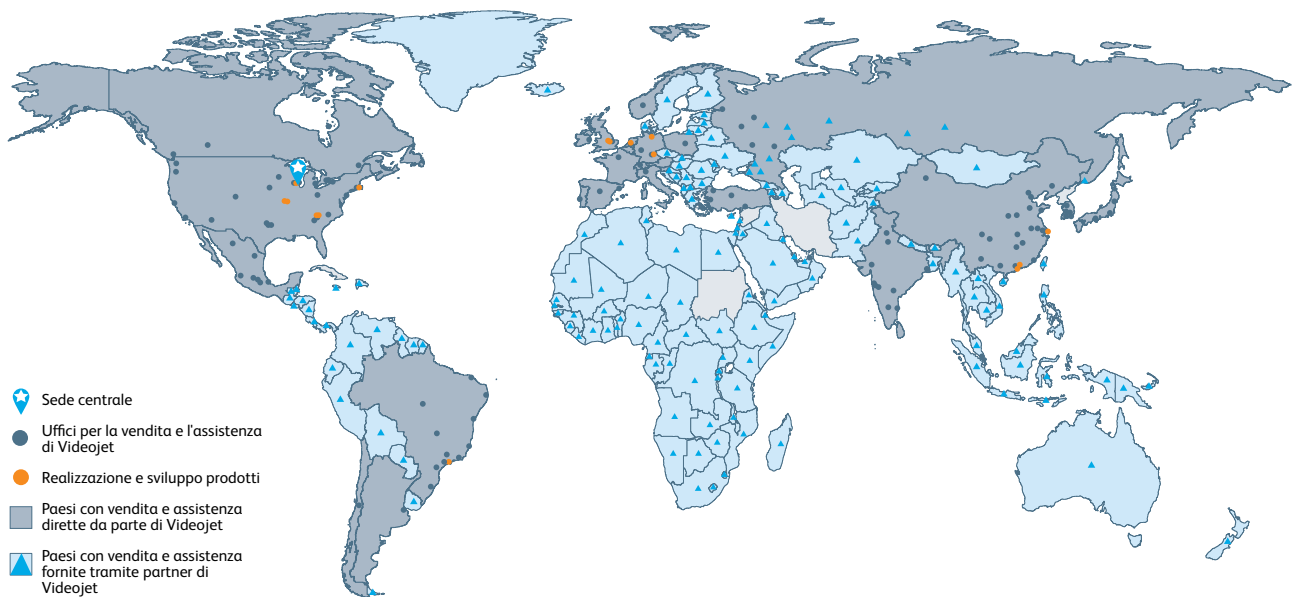 Sede centrale
Uffici per la vendita e l'assistenza
di Videojet
Realizzazione e sviluppo prodotti
Paesi con vendita e assistenza
dirette da parte di Videojet
Paesi con vendita e assistenza
fornite tramite partner di
Videojet